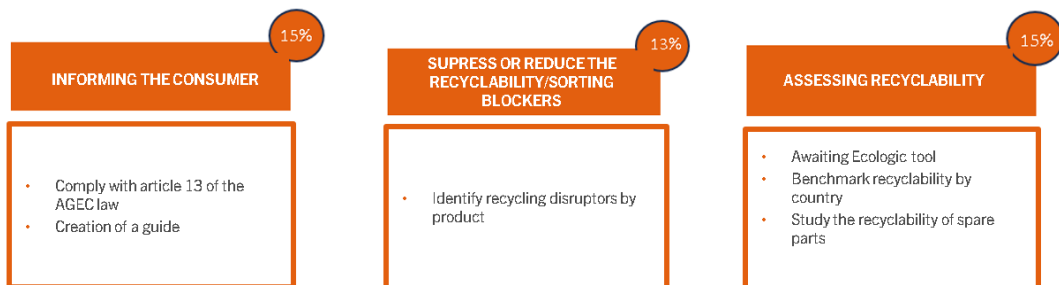 15%
INFORMING THE CONSUMER
• Comply with article 13 of the
AGEC law
• Creation of a guide
13%
SUPRESS OR REDUCE THE
RECYCLABILITY/SORTING
BLOCKERS
• Identify recycling disruptors by
product
15%
ASSESSING RECYCLABILITY
• Awaiting Ecologic tool
• Benchmark recyclability by
country
• Study the recyclability of spare
parts